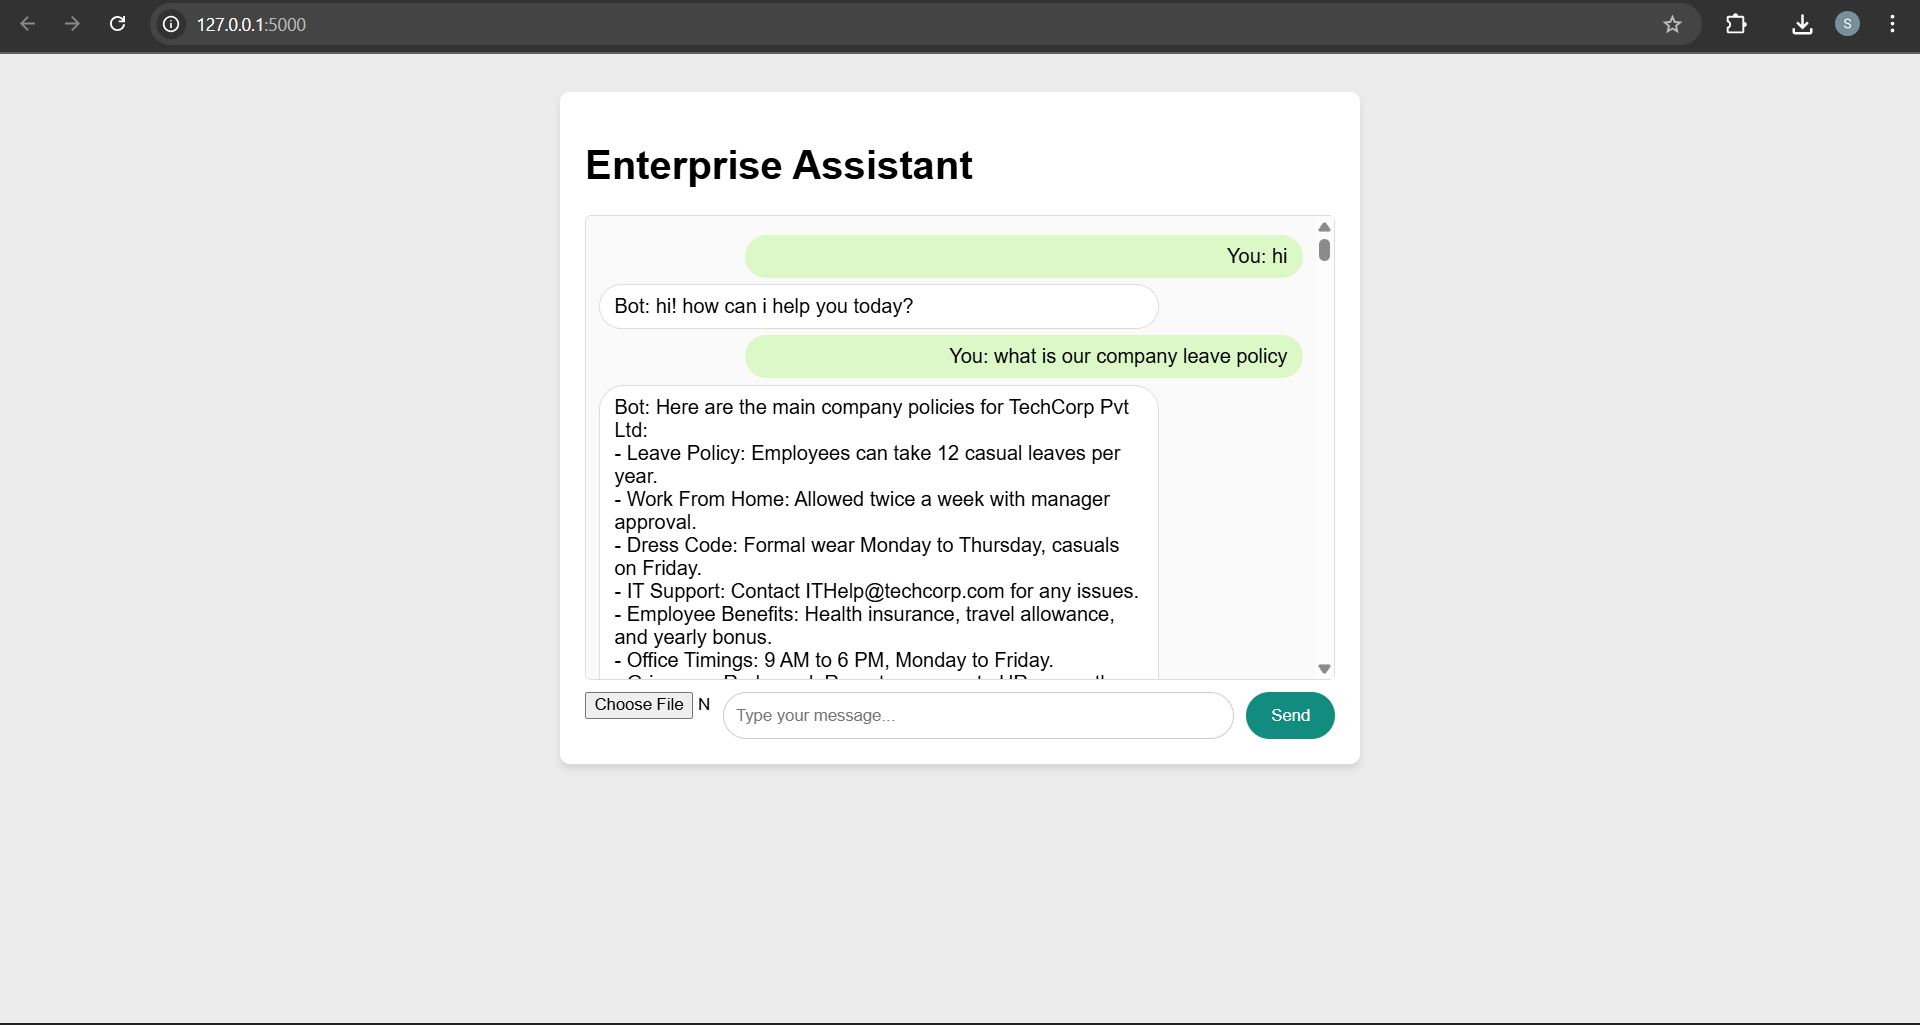 127.0.0.1:5000
S
Enterprise Assistant
You: hi
Bot: hi! how can i help you today?
You: what is our company leave policy
Bot: Here are the main company policies for TechCorp Pvt
Ltd:
- Leave Policy: Employees can take 12 casual leaves per
year.
- Work From Home: Allowed twice a week with manager
approval.
- Dress Code: Formal wear Monday to Thursday, casuals
on Friday.
- IT Support: Contact ITHelp@techcorp.com for any issues.
- Employee Benefits: Health insurance, travel allowance,
and yearly bonus.
- Office Timings: 9 AM to 6 PM, Monday to Friday.
Choose File N
Type your message...
Send